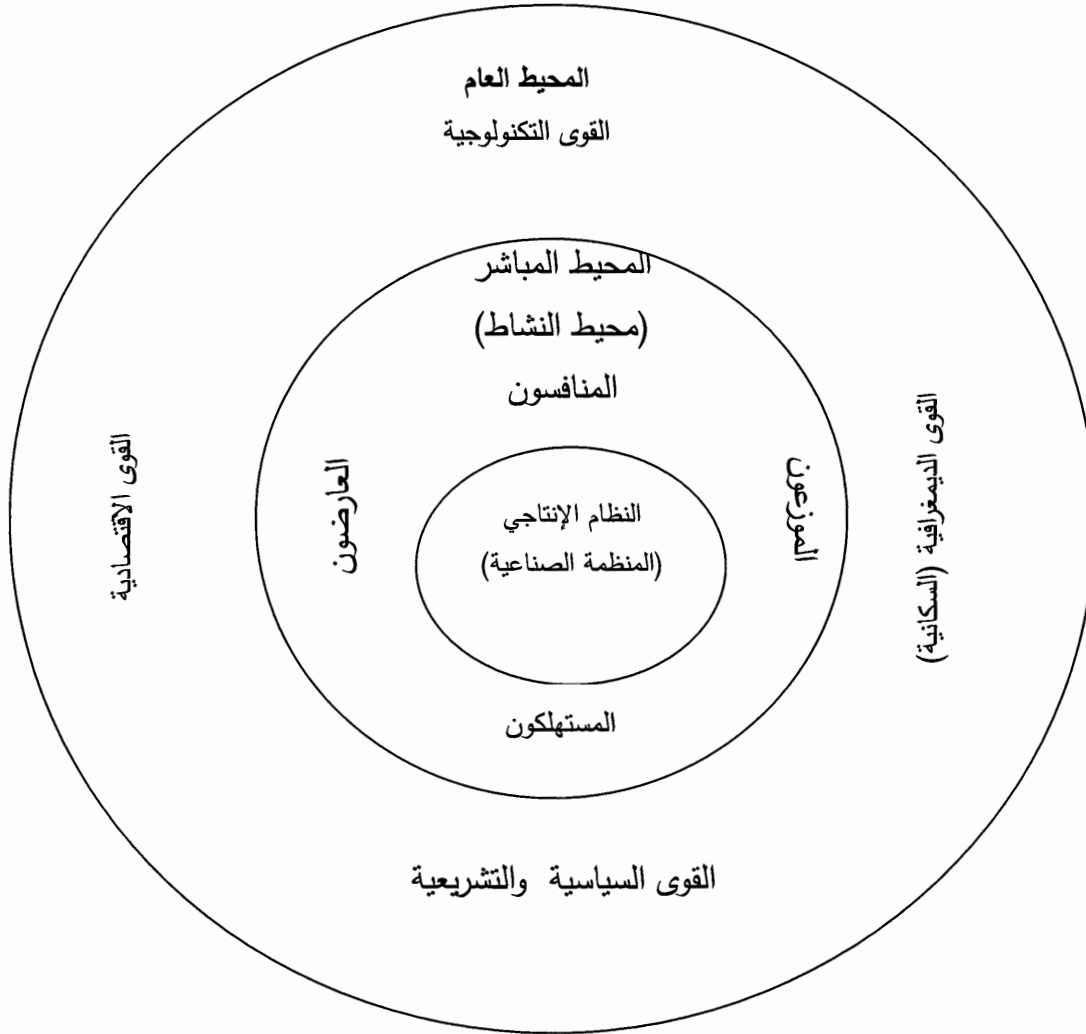 المحيط العام
القوى التكنولوجية
المحيط المباشر
(محيط النشاط)
المنافسون
القوى الديمغرافية (السكانية)
الموزعون
النظام الإنتاجي
(المنظمة الصناعية)
العارضون
القوى الاقتصادية
المستهلكون
القوى السياسية والتشريعية